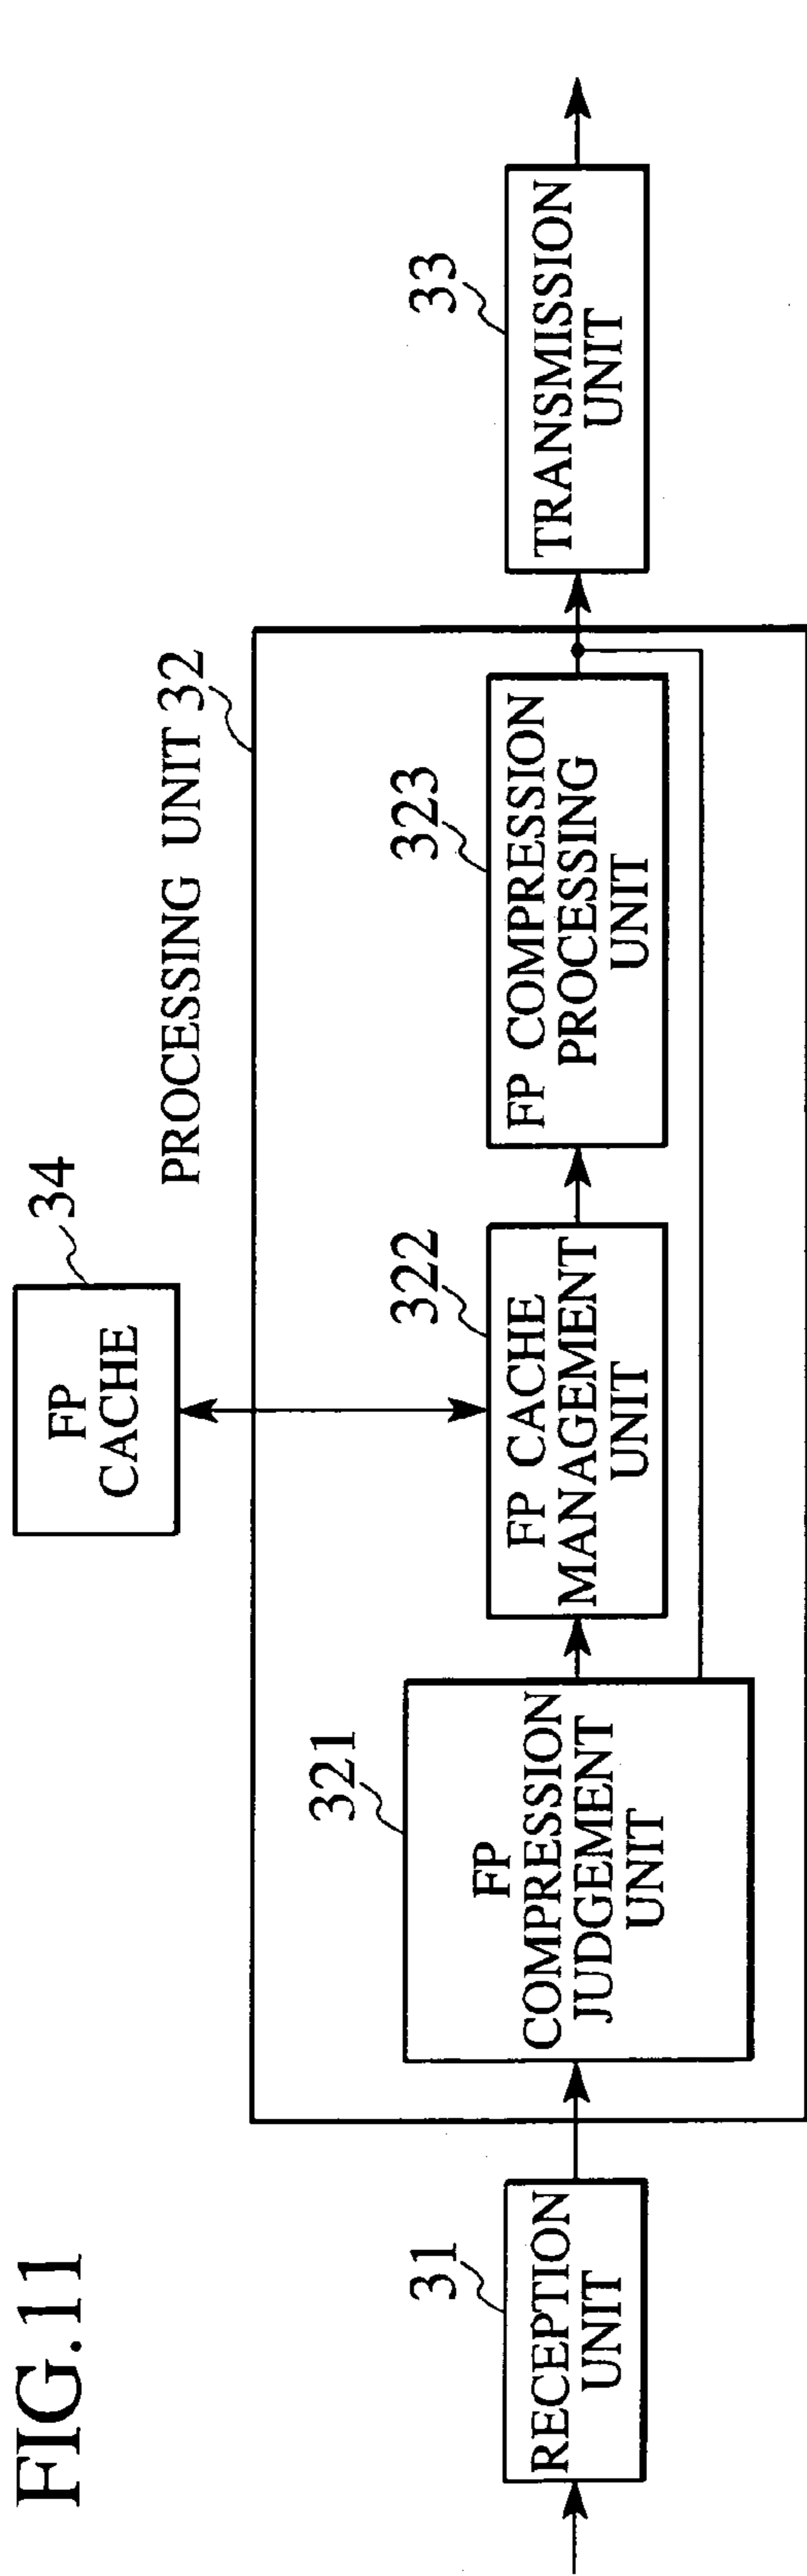 FIG.11
FP
CACHE
34
PROCESSING UNIT 32
31
RECEPTION
UNIT
321
FP
COMPRESSION
JUDGEMENT
UNIT
322
FP CACHE
MANAGEMENT
UNIT
323
FP COMPRESSION
PROCESSING
UNIT
33
TRANSMISSION
UNIT